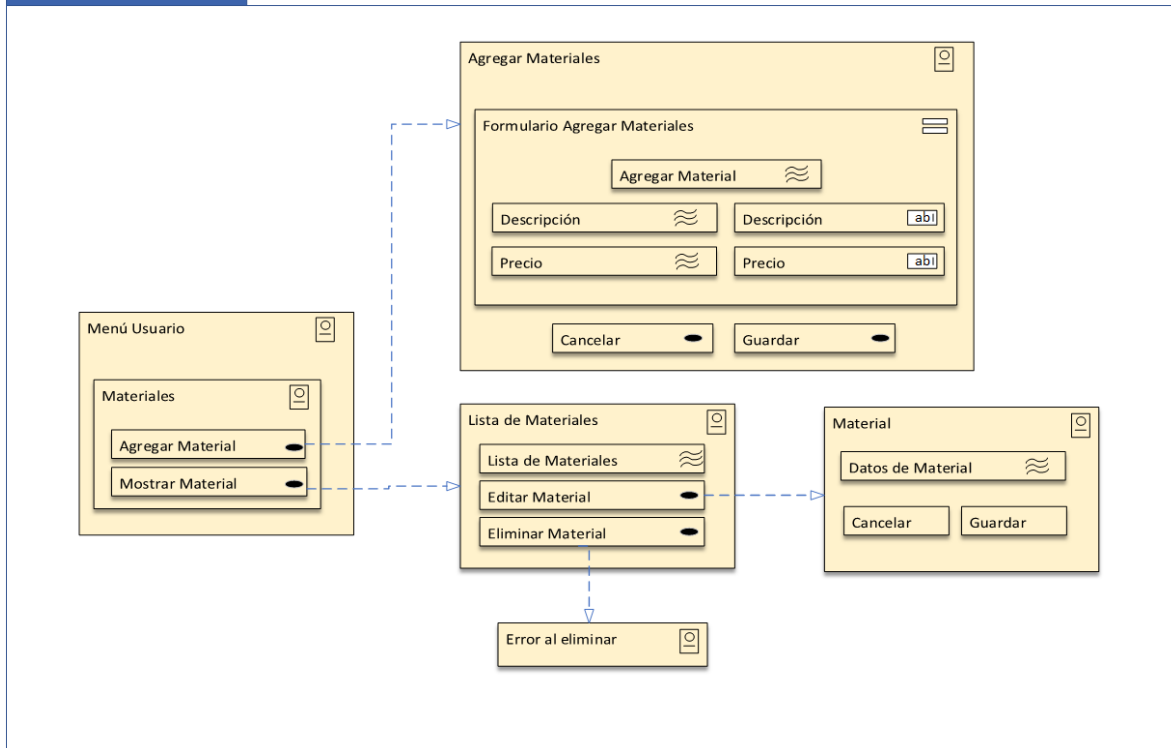 Agregar Materiales
Formulario Agregar Materiales
Agregar Material
Descripción
Descripción
abI
Precio
Precio
abI
Cancelar
Guardar
Menú Usuario
Materiales
Agregar Material
Mostrar Material
Lista de Materiales
Lista de Materiales
Editar Material
Eliminar Material
Material
Datos de Material
Cancelar
Guardar
Error al eliminar